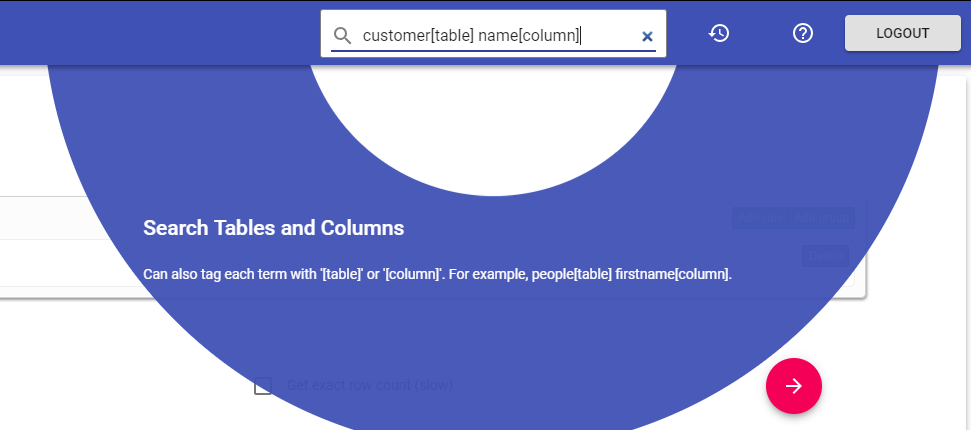 customer[table] name[column]
LOGOUT
Search Tables and Columns
Can also tag each term with '[table]' or '[column]'. For example, people[table] firstname[column].
Get exact row count (slow)